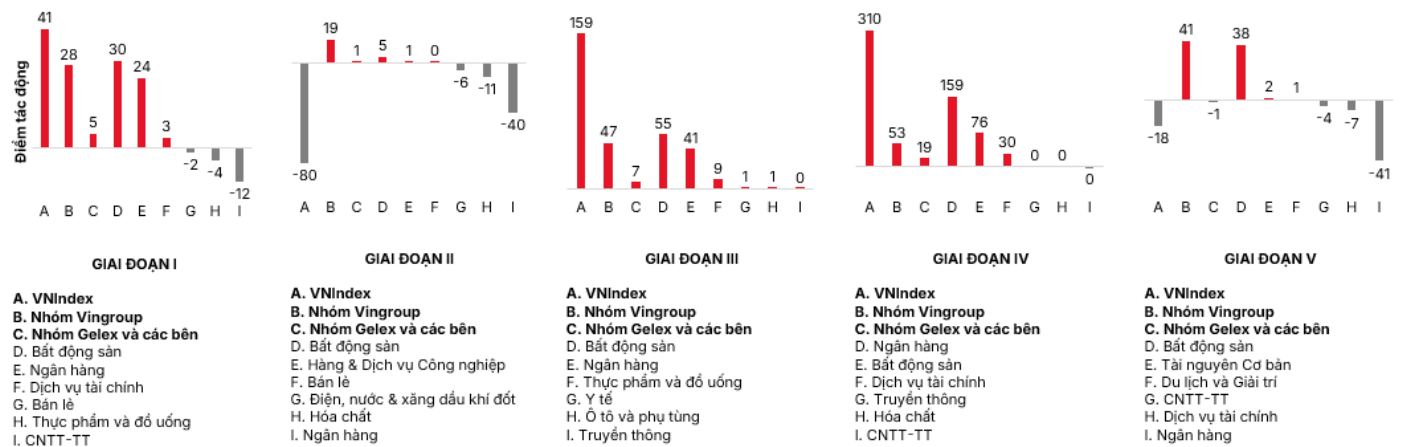 Điểm tác động
41
28
5
30
24
3
-2
-4
-12
A B C D E F G H I
GIAI ĐOẠN I
A. VNIndex
B. Nhóm Vingroup
C. Nhóm Gelex và các bên
D. Bất động sản
E. Ngân hàng
F. Dịch vụ tài chính
G. Bán lẻ
H. Thực phẩm và đồ uống
I. CNTT-TT
-80
19
1
5
1
0
-6
-11
-40
A B C D E F G H I
GIAI ĐOẠN II
A. VNIndex
B. Nhóm Vingroup
C. Nhóm Gelex và các bên
D. Bất động sản
E. Hàng & Dịch vụ Công nghiệp
F. Bán lẻ
G. Điện, nước & xăng dầu khí đốt
H. Hóa chất
I. Ngân hàng
159
47
7
55
41
9
1
1
0
A B C D E F G H I
GIAI ĐOẠN III
A. VNIndex
B. Nhóm Vingroup
C. Nhóm Gelex và các bên
D. Bất động sản
E. Ngân hàng
F. Thực phẩm và đồ uống
G. Y tế
H. Ô tô và phụ tùng
I. Truyền thông
310
53
19
159
76
30
0
0
0
A B C D E F G H I
GIAI ĐOẠN IV
A. VNIndex
B. Nhóm Vingroup
C. Nhóm Gelex và các bên
D. Ngân hàng
E. Bất động sản
F. Dịch vụ tài chính
G. Truyền thông
H. Hóa chất
I. CNTT-TT
-18
41
-1
38
2
1
-4
-7
-41
A B C D E F G H I
GIAI ĐOẠN V
A. VNIndex
B. Nhóm Vingroup
C. Nhóm Gelex và các bên
D. Bất động sản
E. Tài nguyên Cơ bản
F. Du lịch và Giải trí
G. CNTT-TT
H. Dịch vụ tài chính
I. Ngân hàng